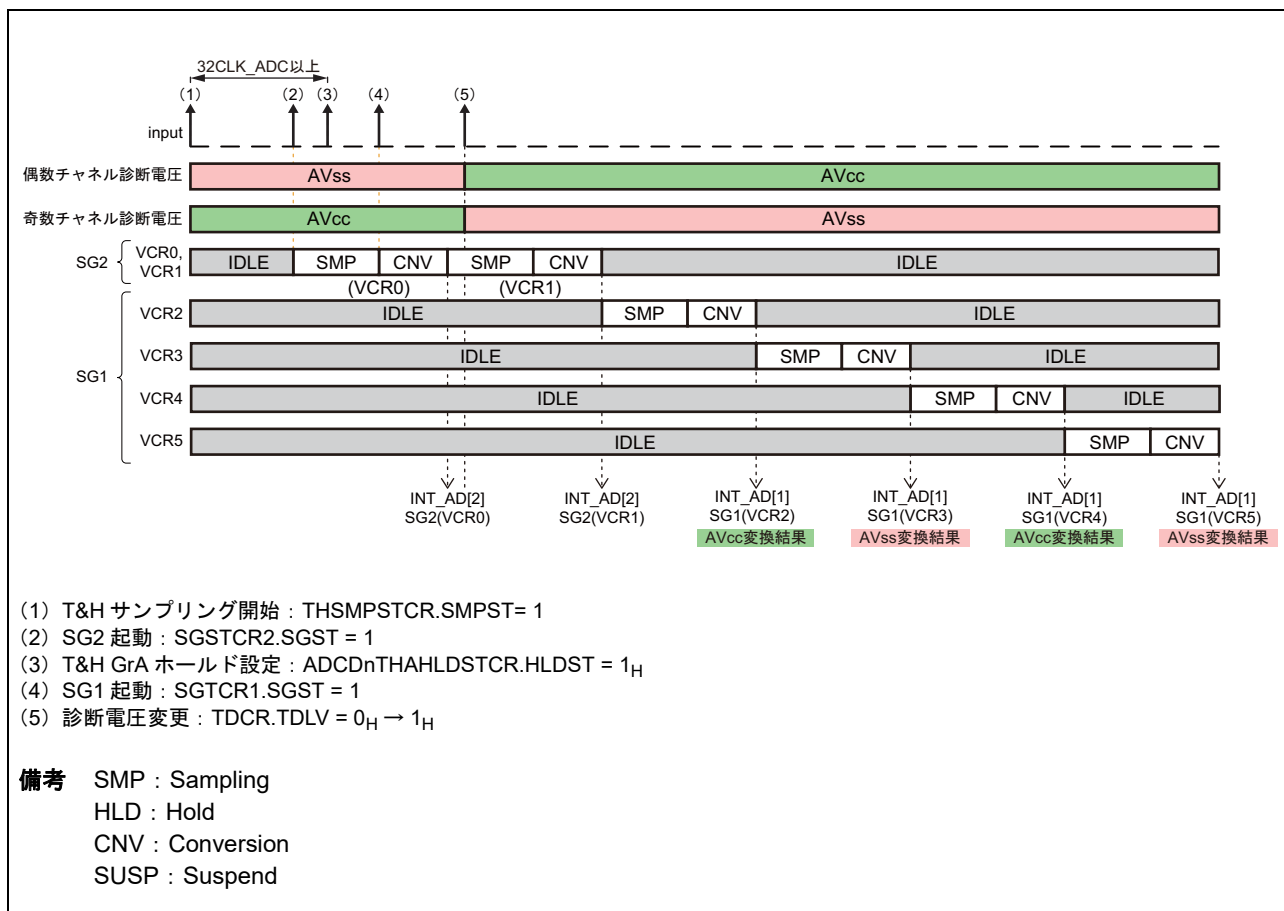 32CLK_ADC以上
(1) (2) (3) (4) (5)
input
偶数チャネル診断電圧 AVss AVcc
奇数チャネル診断電圧 AVcc AVss
SG2 VCR0, VCR1 IDLE SMP CNV SMP CNV IDLE
(VCR0) (VCR1)
SG1
VCR2 IDLE SMP CNV IDLE
VCR3 IDLE SMP CNV IDLE
VCR4 IDLE SMP CNV IDLE
VCR5 IDLE SMP CNV
INT_AD[2] INT_AD[2] INT_AD[1] INT_AD[1] INT_AD[1] INT_AD[1]
SG2(VCR0) SG2(VCR1) SG1(VCR2) SG1(VCR3) SG1(VCR4) SG1(VCR5)
AVcc変換結果 AVss変換結果 AVcc変換結果 AVss変換結果
(1) T&H サンプリング開始：THSMPSTCR.SMPST= 1
(2) SG2 起動：SGSTCR2.SGST = 1
(3) T&H GrA ホールド設定：ADCDnTHAHLDSTCR.HLDST = 1H
(4) SG1 起動：SGTCR1.SGST = 1
(5) 診断電圧変更：TDCR.TDLV = 0H → 1H
備考 SMP：Sampling
HLD：Hold
CNV：Conversion
SUSP：Suspend